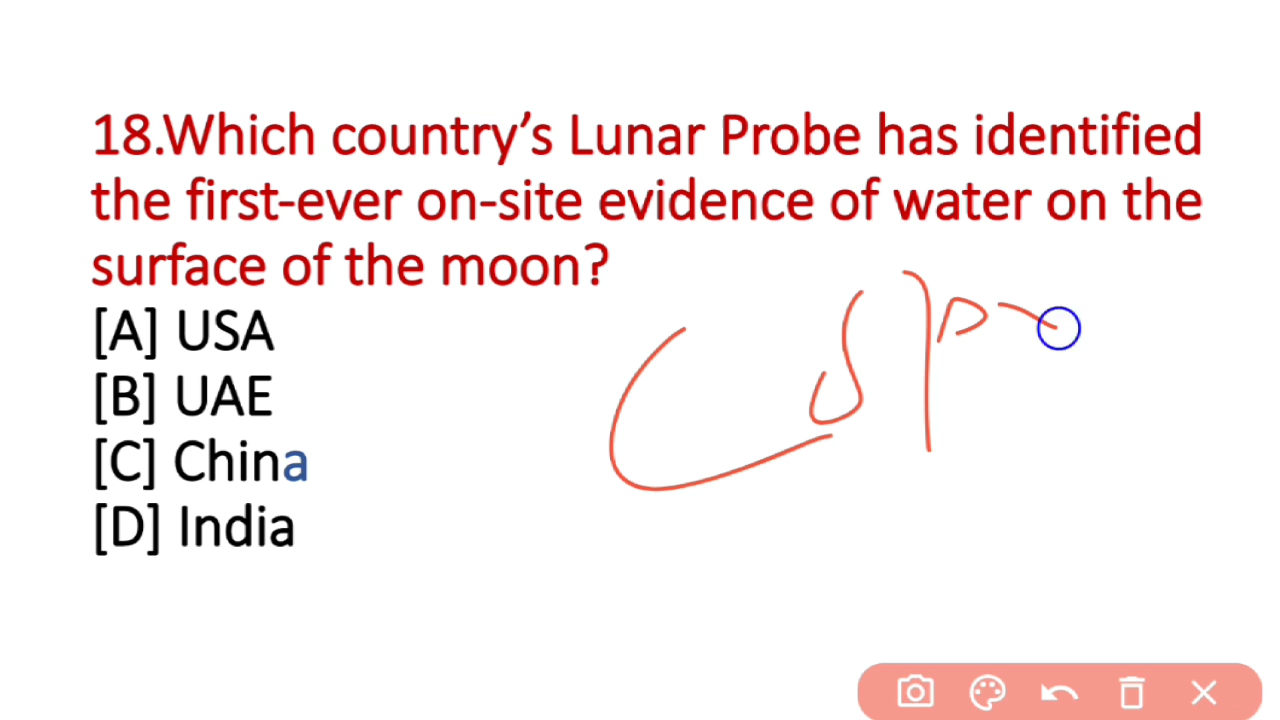 18.Which country’s Lunar Probe has identified
the first-ever on-site evidence of water on the
surface of the moon?
[A] USA
[B] UAE
[C] China
[D] India